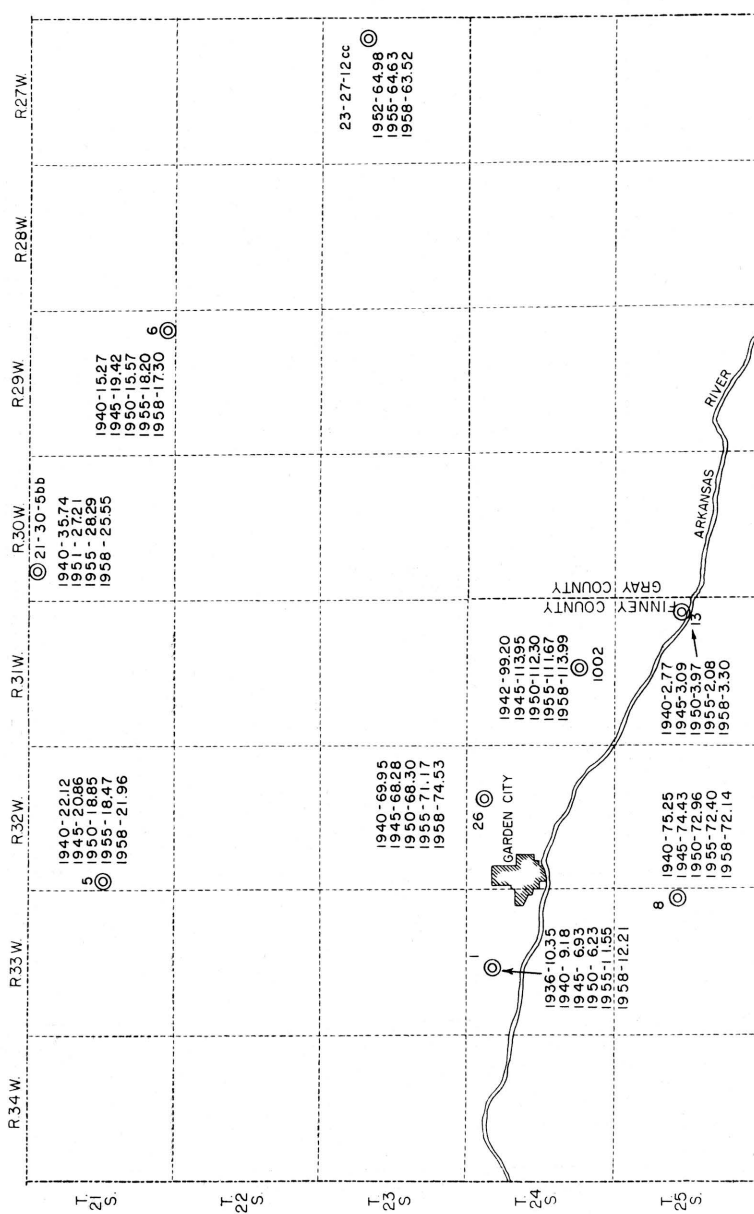 R34W.
R33W.
R32W.
R31W.
R30W.
R29W.
R28W.
R27W.
T.
21
S.
5
1940-22.12
1945-20.86
1950-18.85
1955-18.47
1958-21.96
21-30-5bb
1940-35.74
1951-27.21
1955-28.29
1958-25.55
1940-15.27
1945-19.42
1950-15.57
1955-18.20
1958-17.30
6
T.
22
S
T.
23
S
1940-69.95
1945-68.28
1950-68.30
1955-71.17
1958-74.53
23-27-12cc
1952-64.98
1955-64.63
1958-63.52
T.
24
S
1
1936-10.35
1940-9.18
1945-6.93
1950-6.23
1955-11.55
1958-12.21
26
GARDEN CITY
1942-99.20
1945-113.95
1950-112.30
1955-111.67
1958-113.99
1002
FINNEY COUNTY
GRAY COUNTY
T.
25
S.
8
1940-75.25
1945-74.43
1950-72.96
1955-72.40
1958-72.14
1940-2.77
1945-3.09
1950-3.97
1955-2.08
1958-3.30
13
ARKANSAS
RIVER